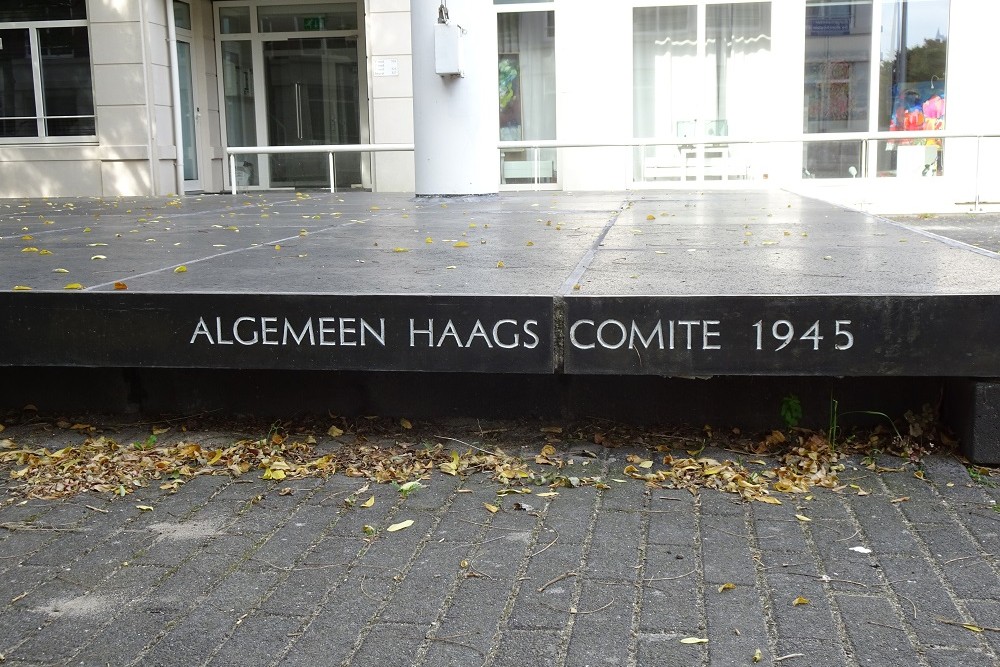 ALGEMEEN HAAGS COMITE 1945